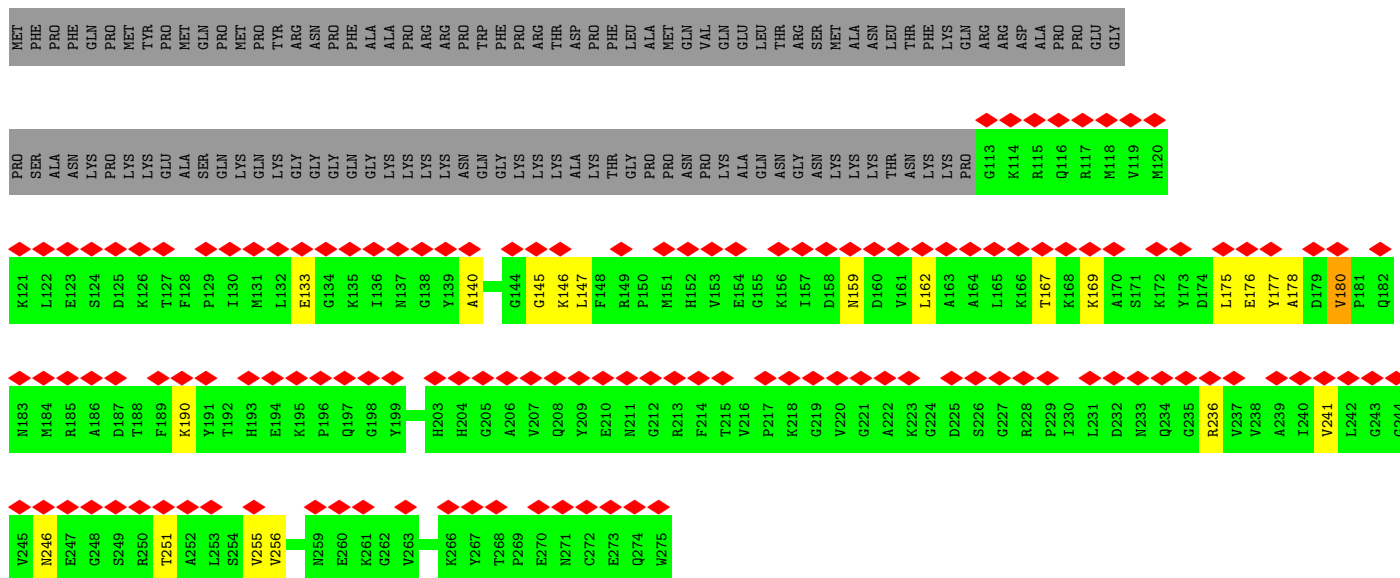 MET PHE PRO PHE GLN PRO PRO MET TYR PRO MET GLN PRO MET PRO TYR ARG ASN PRO PHE ALA ALA PRO ARG ARG PRO TRP PHE PRO ARG THR ASP PRO PHE LEU ALA MET GLN VAL GLN GLU LEU THR ARG SER MET ALA ASN LEU THR PHE LYS GLN ARG ARG ASP ALA PRO PRO GLU GLY
PRO SER ALA ASN LYS PRO LYS LYS GLU ALA SER GLN LYS GLN LYS GLY GLY GLY GLN GLY LYS LYS LYS LYS ASN GLN GLY LYS LYS LYS ALA LYS THR GLY PRO PRO ASN PRO LYS ALA GLN ASN GLY ASN LYS LYS LYS THR ASN LYS LYS PRO G113 K114 R115 Q116 R117 M118 V119 M120
K121 L122 E123 S124 D125 K126 T127 F128 P129 I130 M131 L132 E133 G134 K135 I136 N137 G138 Y139 A140 G144 G145 K146 L147 F148 R149 P150 M151 H152 V153 E154 G155 K156 I157 D158 N159 D160 V161 L162 A163 A164 L165 K166 T167 K168 K169 A170 S171 K172 Y173 D174 L175 E176 Y177 A178 D179 V180 P181 Q182
N183 M184 R185 A186 D187 T188 F189 K190 Y191 T192 H193 E194 K195 P196 Q197 G198 Y199 H203 H204 G205 A206 V207 Q208 Y209 E210 N211 G212 R213 F214 T215 V216 P217 K218 G219 V220 G221 A222 K223 G224 D225 S226 G227 R228 P229 I230 L231 D232 N233 Q234 G235 R236 V237 V238 A239 I240 V241 L242 G243 G244
V245 N246 E247 G248 S249 R250 T251 A252 L253 S254 V255 V256 N259 E260 K261 G262 V263 K266 Y267 T268 P269 E270 N271 C272 E273 Q274 W275